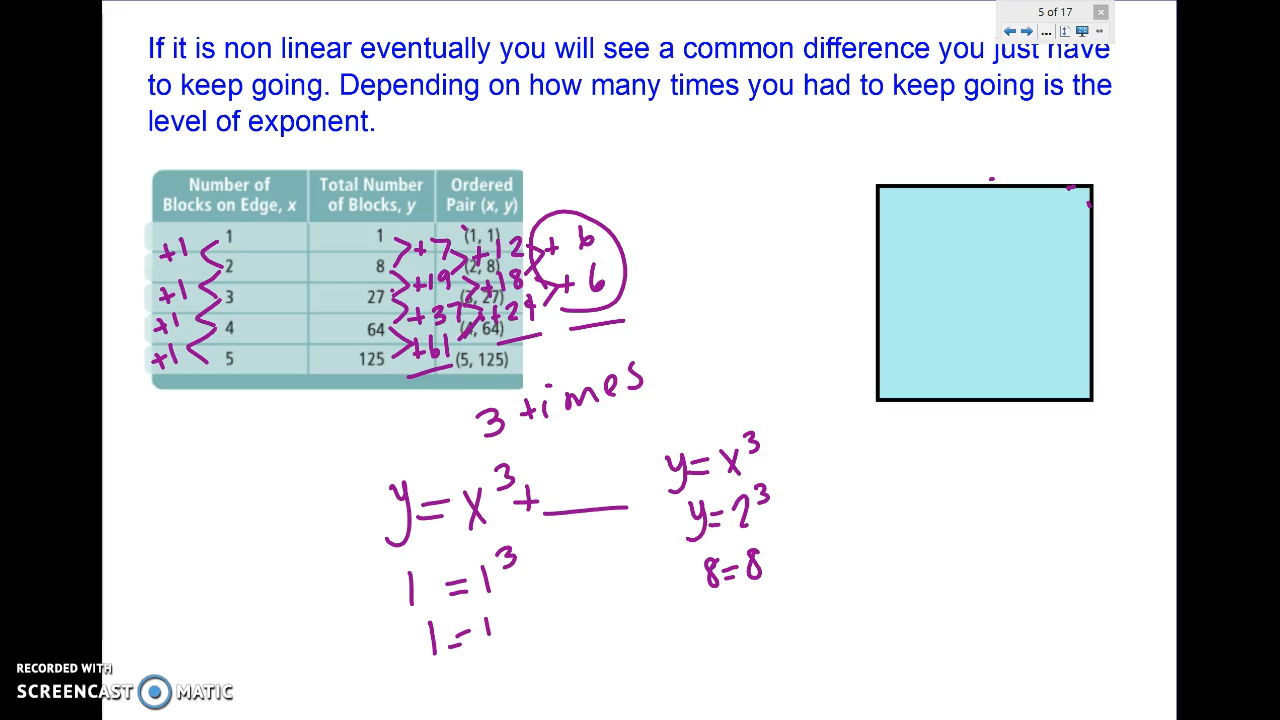 5 of 17
If it is non linear eventually you will see a common difference you just have
to keep going. Depending on how many times you had to keep going is the
level of exponent.
Number of Blocks on Edge, x | Total Number of Blocks, y | Ordered Pair (x, y)
+1 1 1 +7 (1, 1) +12 + 6
+1 2 8 +19 (2, 8) +18 + 6
+1 3 27 +37 (3, 27) +24
+1 4 64 +61 (4, 64)
5 125 (5, 125)
3 times
y = x³ + ___
1 = 1³
1 = 1
y = x³
y = 2³
8 = 8
RECORDED WITH
SCREENCAST MATIC